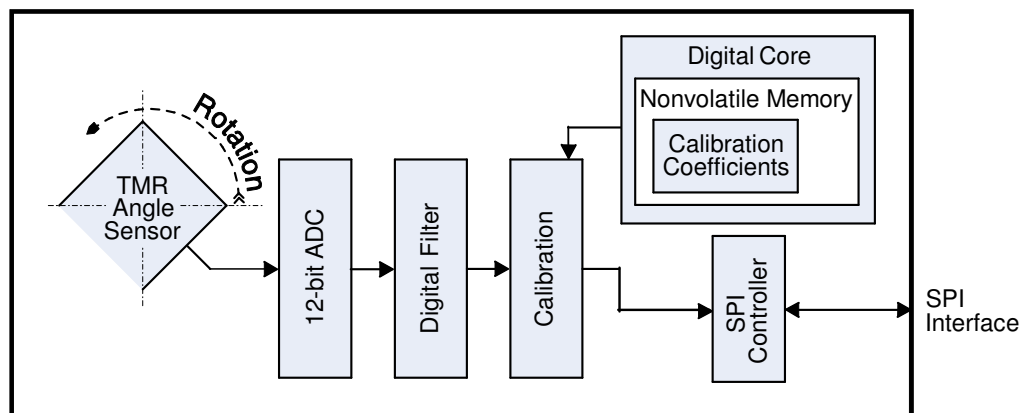 Rotation
TMR
Angle
Sensor
12-bit ADC
Digital Filter
Calibration
Digital Core
Nonvolatile Memory
Calibration
Coefficients
SPI
Controller
SPI
Interface